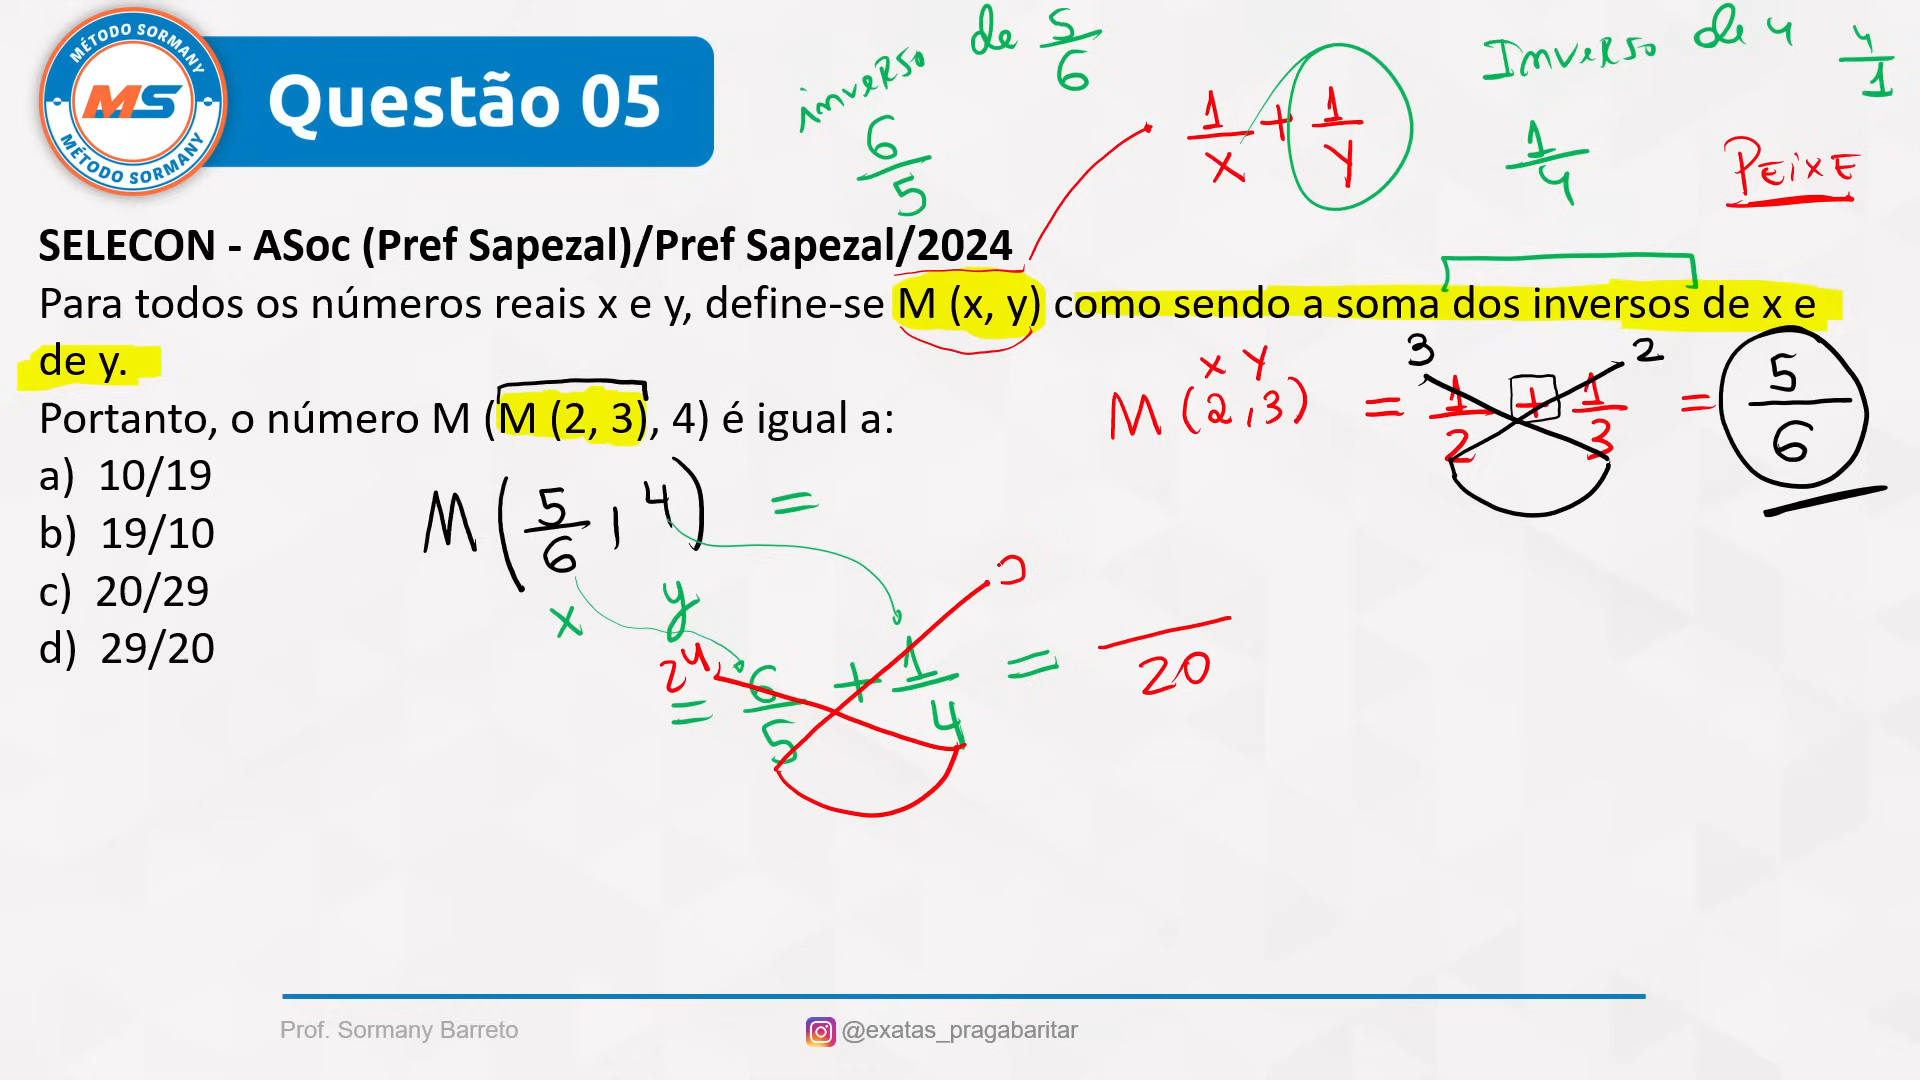 MÉTODO SORMANY
MS
MÉTODO SORMANY
Questão 05
inverso de 5/6
6/5
1/x + 1/y
Inverso de 4 4/1
1/4
PEIXE
SELECON - ASoc (Pref Sapezal)/Pref Sapezal/2024
Para todos os números reais x e y, define-se M (x, y) como sendo a soma dos inversos de x e
de y.
x y 3 2
M (2,3) = 1/2 + 1/3 = 5/6
Portanto, o número M (M (2, 3), 4) é igual a:
a) 10/19
b) 19/10
c) 20/29
d) 29/20
M (5/6, 4) =
x y
24
= 6/5 + 1/4 = /20
Prof. Sormany Barreto
@exatas_pragabaritar